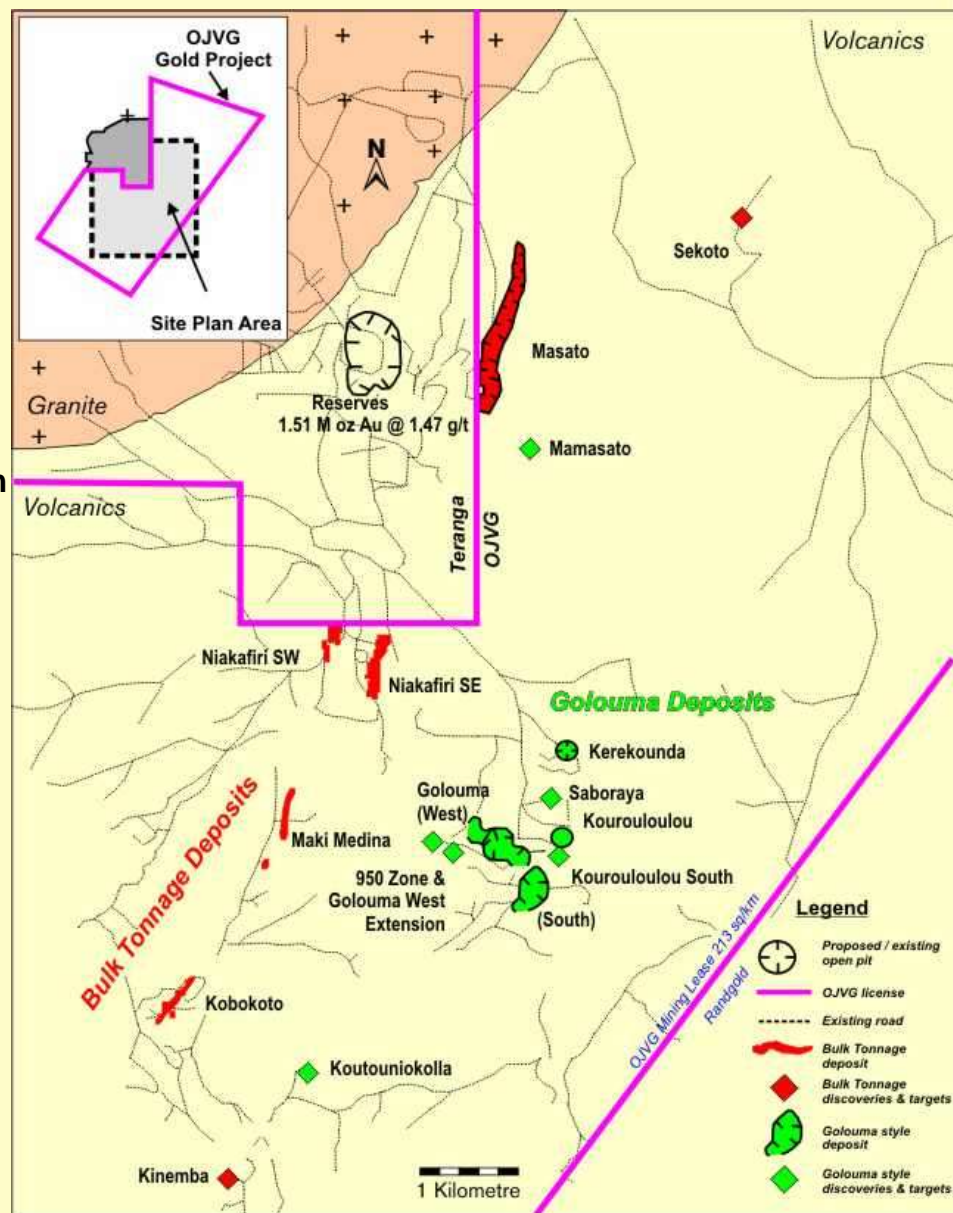 OJVG
Gold Project
Site Plan Area
Volcanics
N
Sekoto
Masato
Granite
Reserves
1.51 M oz Au @ 1,47 g/t
Mamasato
n
Volcanics
Teranga
OJVG
Niakafiri SW
Niakafiri SE
Golouma Deposits
Kerekounda
Golouma
(West)
Saboraya
Kourouloulou
Maki Medina
Kourouloulou South
950 Zone &
Golouma West
Extension
(South)
Bulk Tonnage Deposits
Kobokoto
Koutouniokolla
Kinemba
1 Kilometre
OJVG Mining Lease 213 sq/km
Randgold
Legend
Proposed / existing
open pit
OJVG license
Existing road
Bulk Tonnage
deposit
Bulk Tonnage
discoveries & targets
Golouma style
deposit
Golouma style
discoveries & targets